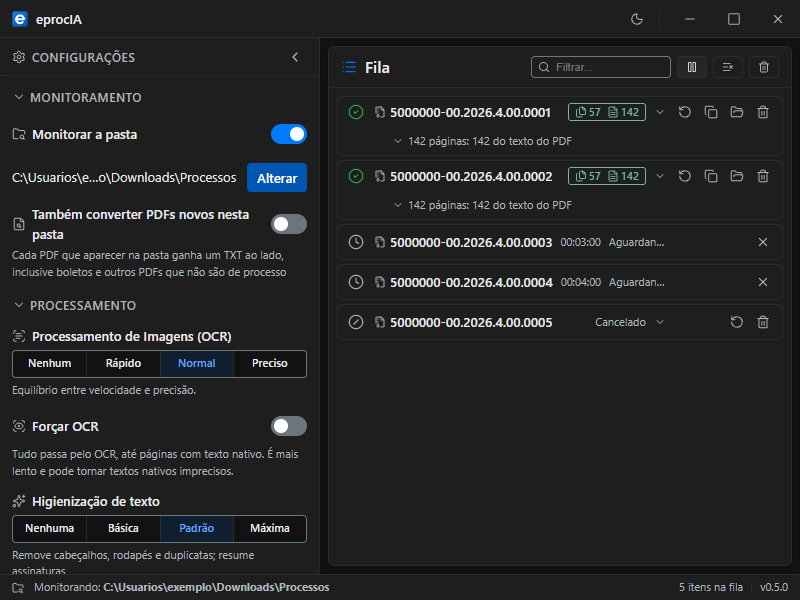 eprocIA
CONFIGURAÇÕES
MONITORAMENTO
Monitorar a pasta
C:\Usuarios\e...o\Downloads\Processos
Alterar
Também converter PDFs novos nesta
pasta
Cada PDF que aparecer na pasta ganha um TXT ao lado,
inclusive boletos e outros PDFs que não são de processo
PROCESSAMENTO
Processamento de Imagens (OCR)
Nenhum Rápido Normal Preciso
Equilíbrio entre velocidade e precisão.
Forçar OCR
Tudo passa pelo OCR, até páginas com texto nativo. É mais
lento e pode tornar textos nativos imprecisos.
Higienização de texto
Nenhuma Básica Padrão Máxima
Remove cabeçalhos, rodapés e duplicatas; resume
assinaturas
Fila
Filtrar...
5000000-00.2026.4.00.0001 57 142
142 páginas: 142 do texto do PDF
5000000-00.2026.4.00.0002 57 142
142 páginas: 142 do texto do PDF
5000000-00.2026.4.00.0003 00:03:00 Aguardan...
5000000-00.2026.4.00.0004 00:04:00 Aguardan...
5000000-00.2026.4.00.0005 Cancelado
Monitorando: C:\Usuarios\exemplo\Downloads\Processos
5 itens na fila v0.5.0